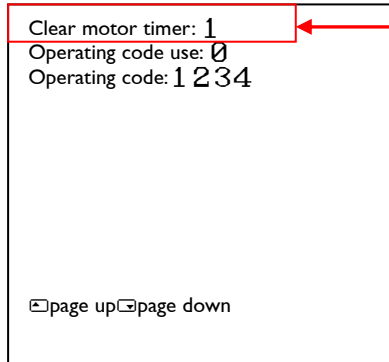 Clear motor timer: 1
Operating code use: 0
Operating code: 1234
page up page down